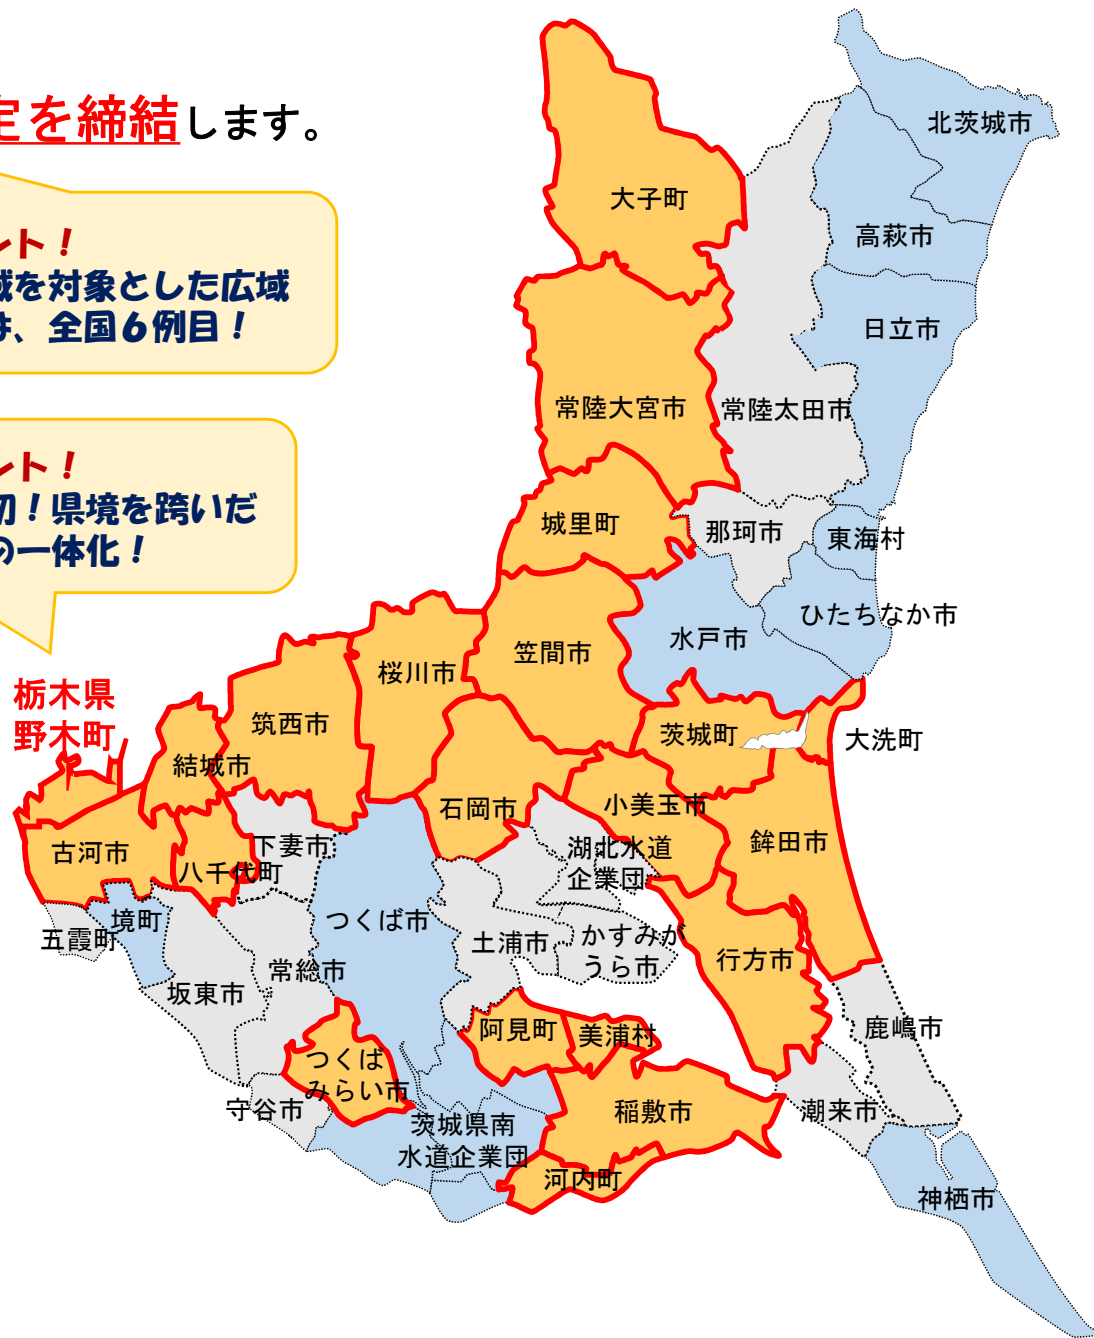 定を締結します。
ント！
域を対象とした広域
は、全国６例目！
ント！
初！県境を跨いだ
の一体化！
栃木県
野木町
北茨城市
大子町
高萩市
日立市
常陸大宮市
常陸太田市
城里町
那珂市
東海村
ひたちなか市
水戸市
笠間市
桜川市
筑西市
茨城町
大洗町
結城市
石岡市
小美玉市
鉾田市
古河市
八千代町
下妻市
湖北水道
企業団
境町
五霞町
つくば市
土浦市
かすみが
うら市
行方市
常総市
坂東市
阿見町
美浦村
鹿嶋市
つくば
みらい市
守谷市
稲敷市
潮来市
茨城県南
水道企業団
河内町
神栖市